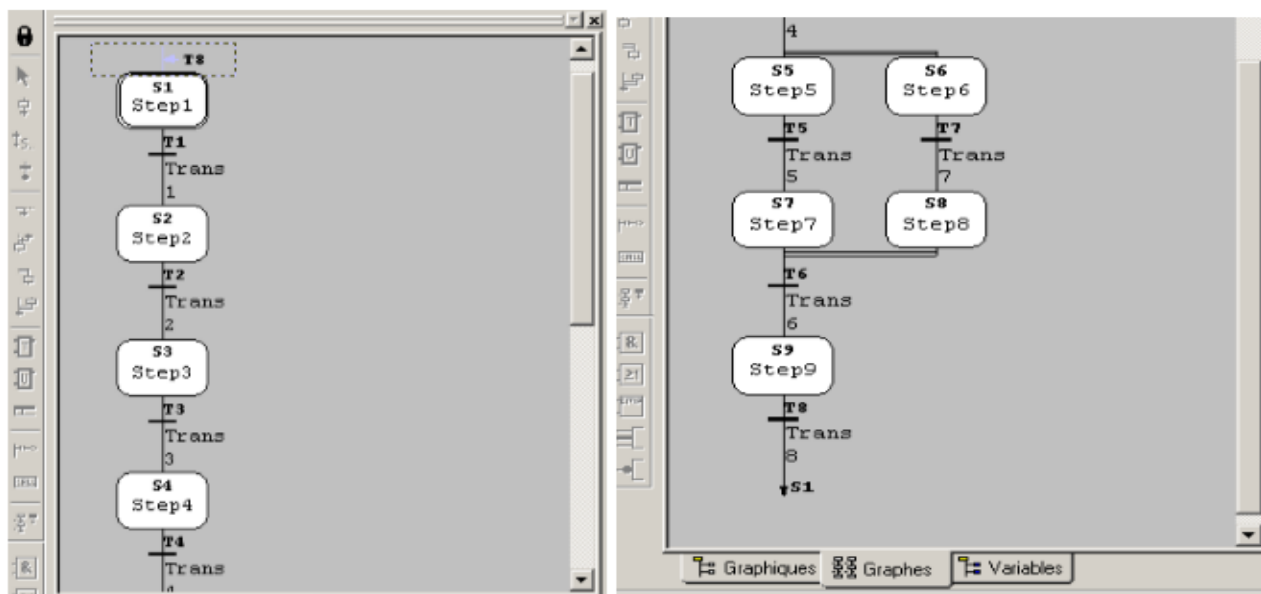 T8
S1
Step1
T1
Trans
1
S2
Step2
T2
Trans
2
S3
Step3
T3
Trans
3
S4
Step4
T4
Trans
4
S5
Step5
S6
Step6
T5
Trans
5
T7
Trans
7
S7
Step7
S8
Step8
T6
Trans
6
S9
Step9
T8
Trans
8
S1
Graphiques Graphes Variables